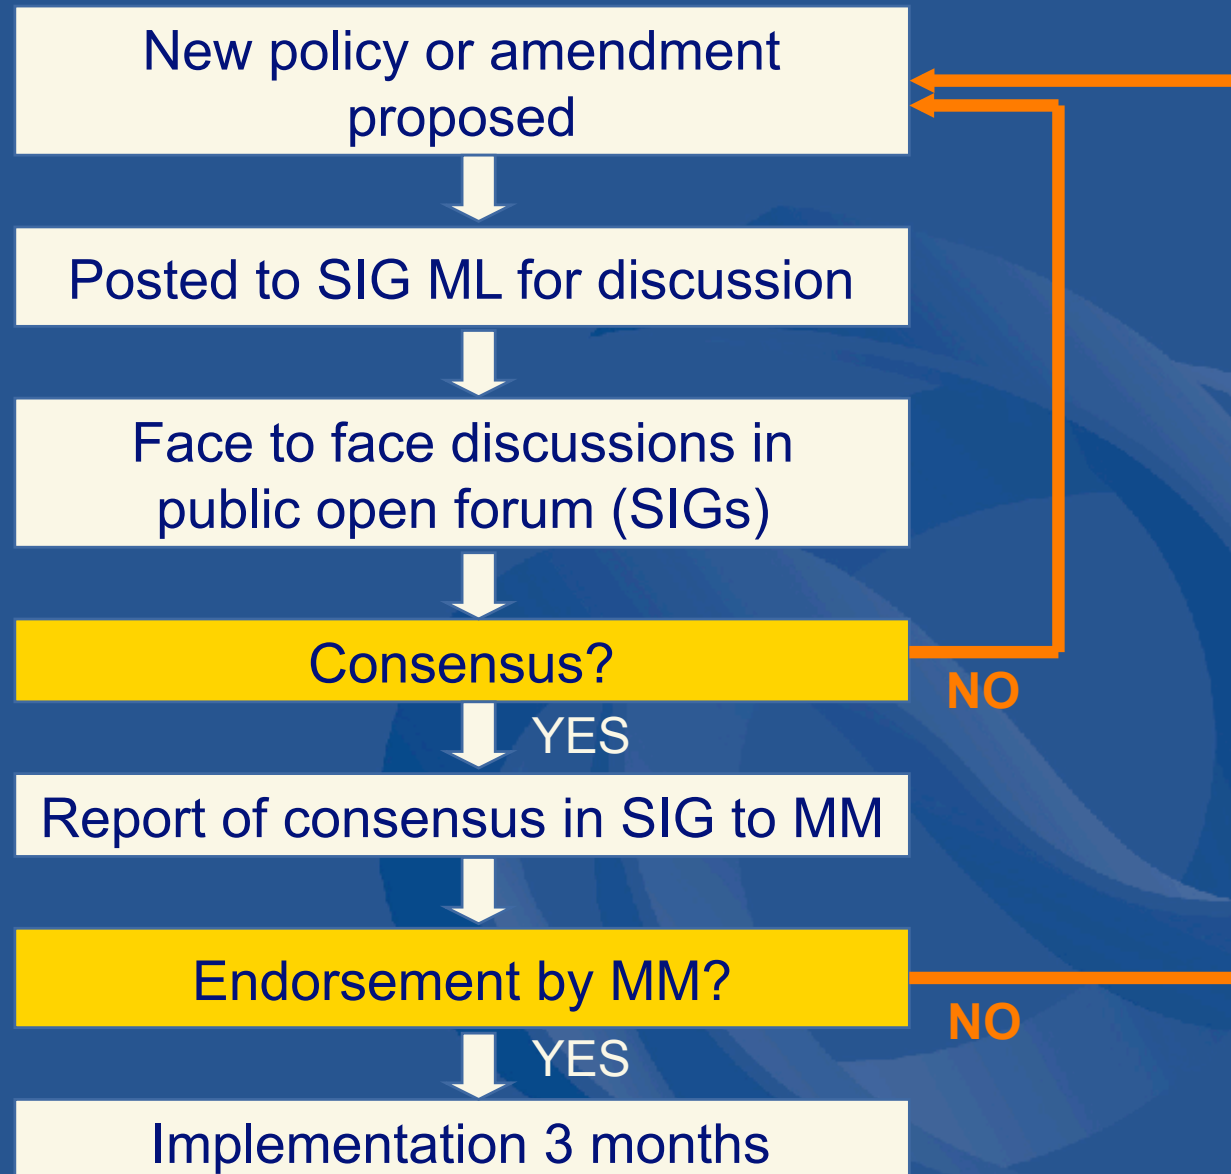 New policy or amendment
proposed
Posted to SIG ML for discussion
Face to face discussions in
public open forum (SIGs)
Consensus?
NO
YES
Report of consensus in SIG to MM
Endorsement by MM?
NO
YES
Implementation 3 months